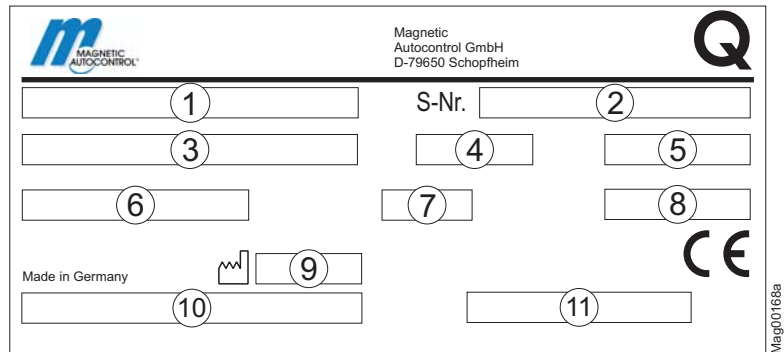 MAGNETIC
AUTOCONTROL
Magnetic
Autocontrol GmbH
D-79650 Schopfheim
Q
1
S-Nr.
2
3
4
5
6
7
8
CE
Made in Germany
9
10
11
Mag00168a